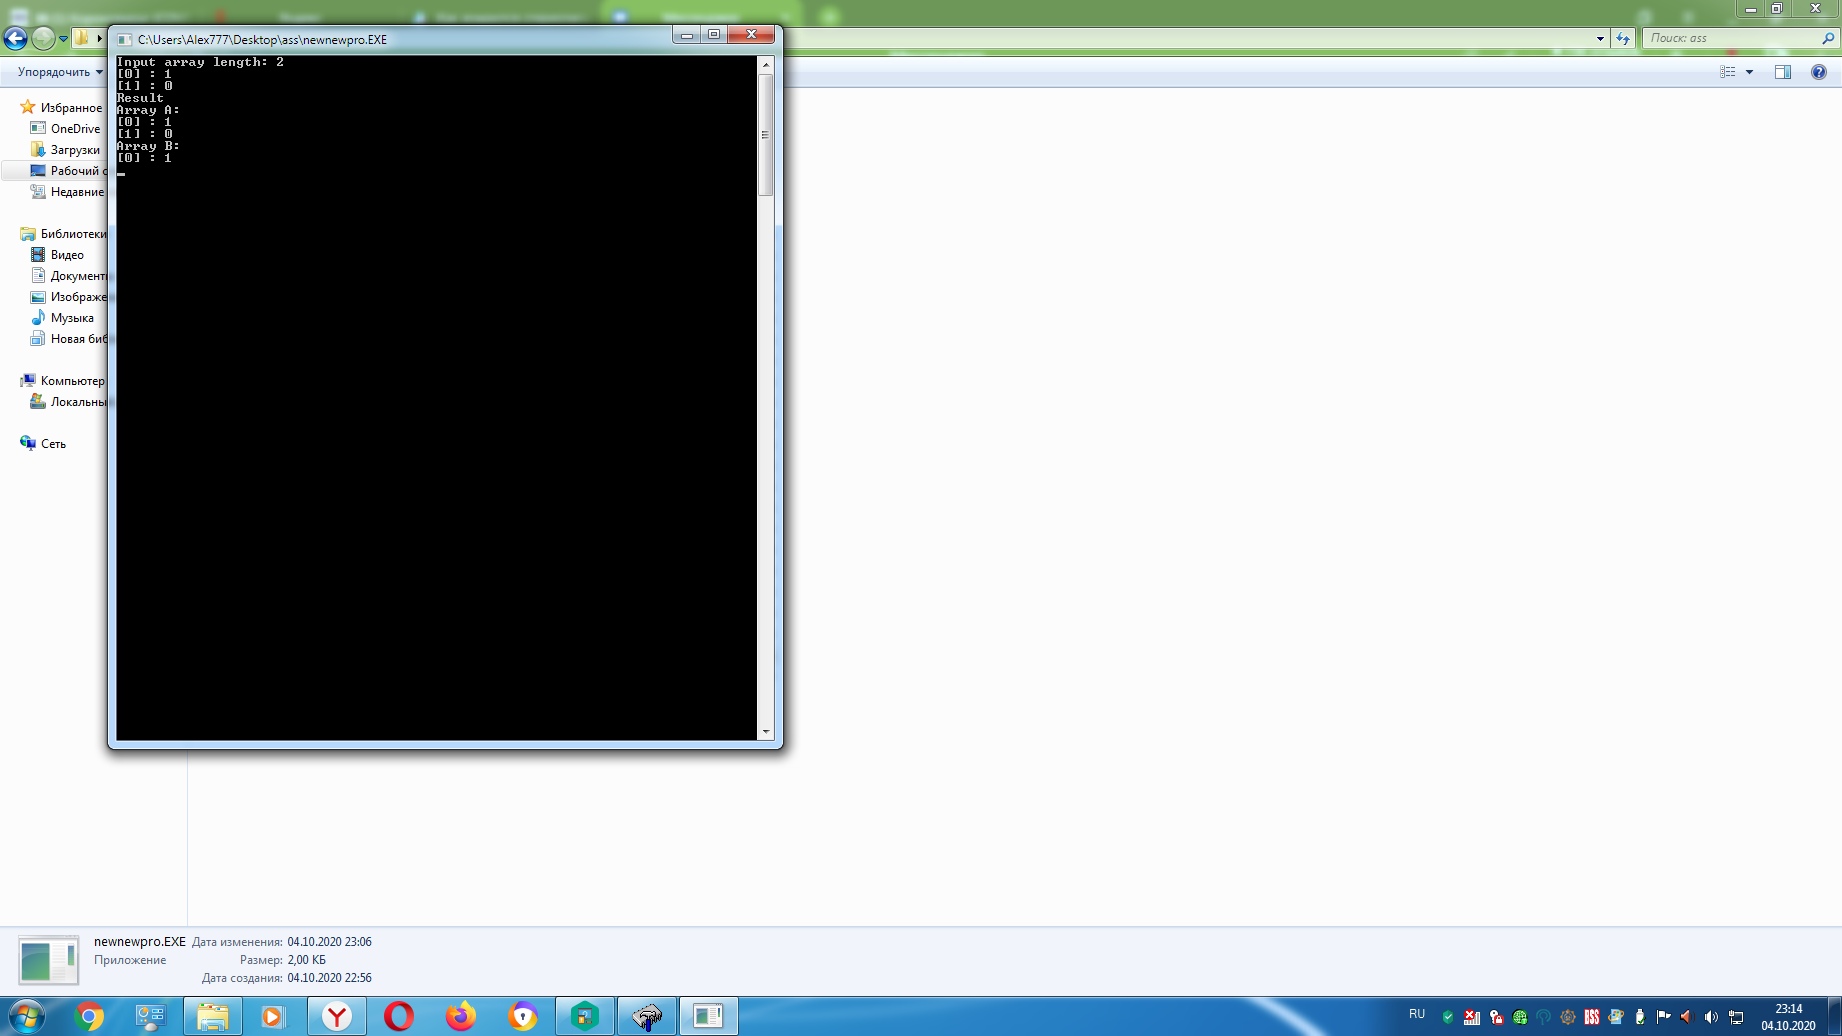 C:\Users\Alex777\Desktop\ass\newnewpro.EXE
Поиск: ass
Упорядочить
Input array length: 2
[0] : 1
[1] : 0
Result
Array A:
[0] : 1
[1] : 0
Array B:
[0] : 1
Избранное
OneDrive
Загрузки
Рабочий с
Недавние
Библиотеки
Видео
Документ
Изображе
Музыка
Новая биб
Компьютер
Локальны
Сеть
newnewpro.EXE Дата изменения: 04.10.2020 23:06
Приложение Размер: 2,00 КБ
Дата создания: 04.10.2020 22:56
RU
23:14
04.10.2020